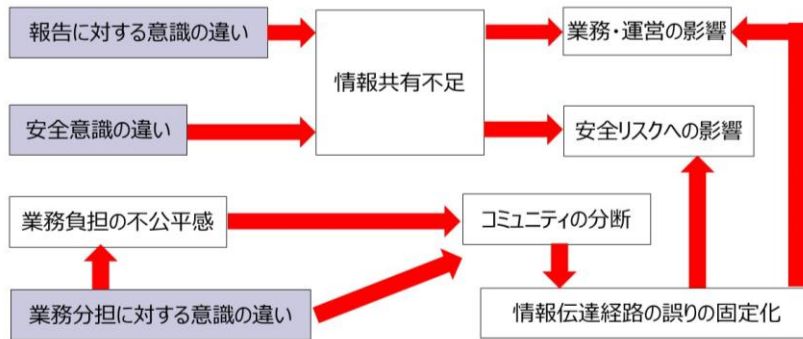 報告に対する意識の違い
情報共有不足
業務・運営の影響
安全意識の違い
安全リスクへの影響
業務負担の不公平感
コミュニティの分断
業務分担に対する意識の違い
情報伝達経路の誤りの固定化